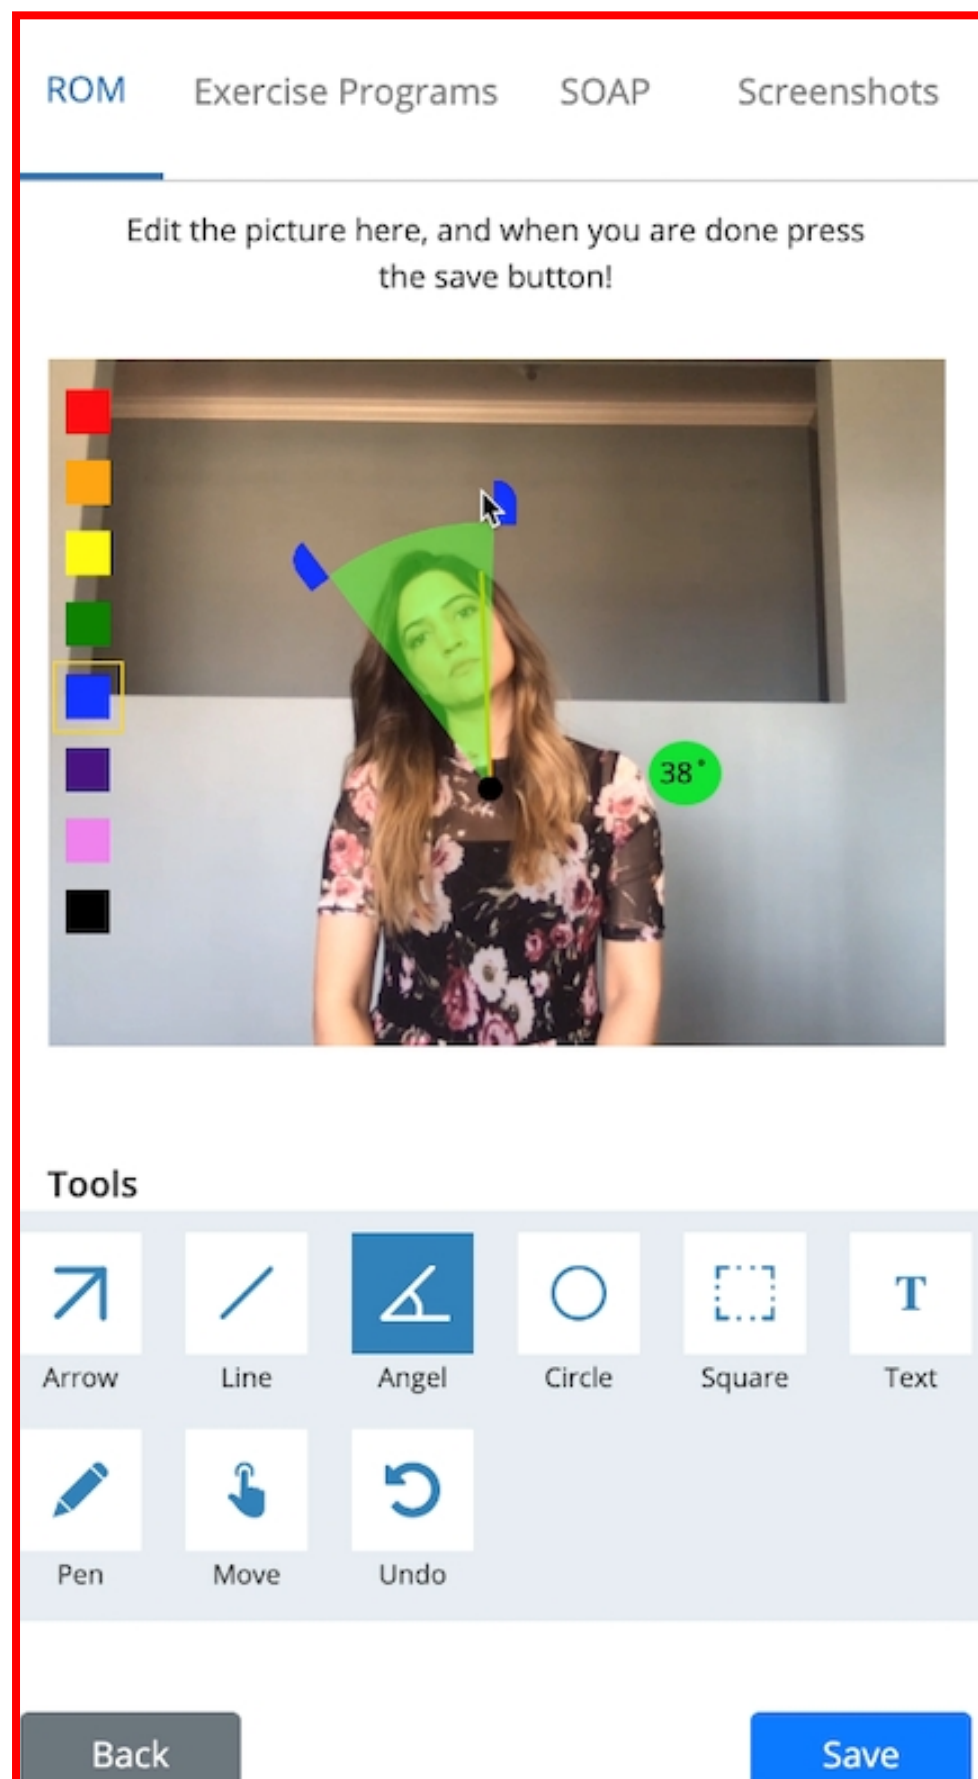 ROM Exercise Programs SOAP Screenshots
Edit the picture here, and when you are done press
the save button!
38°
Tools
Arrow Line Angel Circle Square Text
Pen Move Undo
Back Save